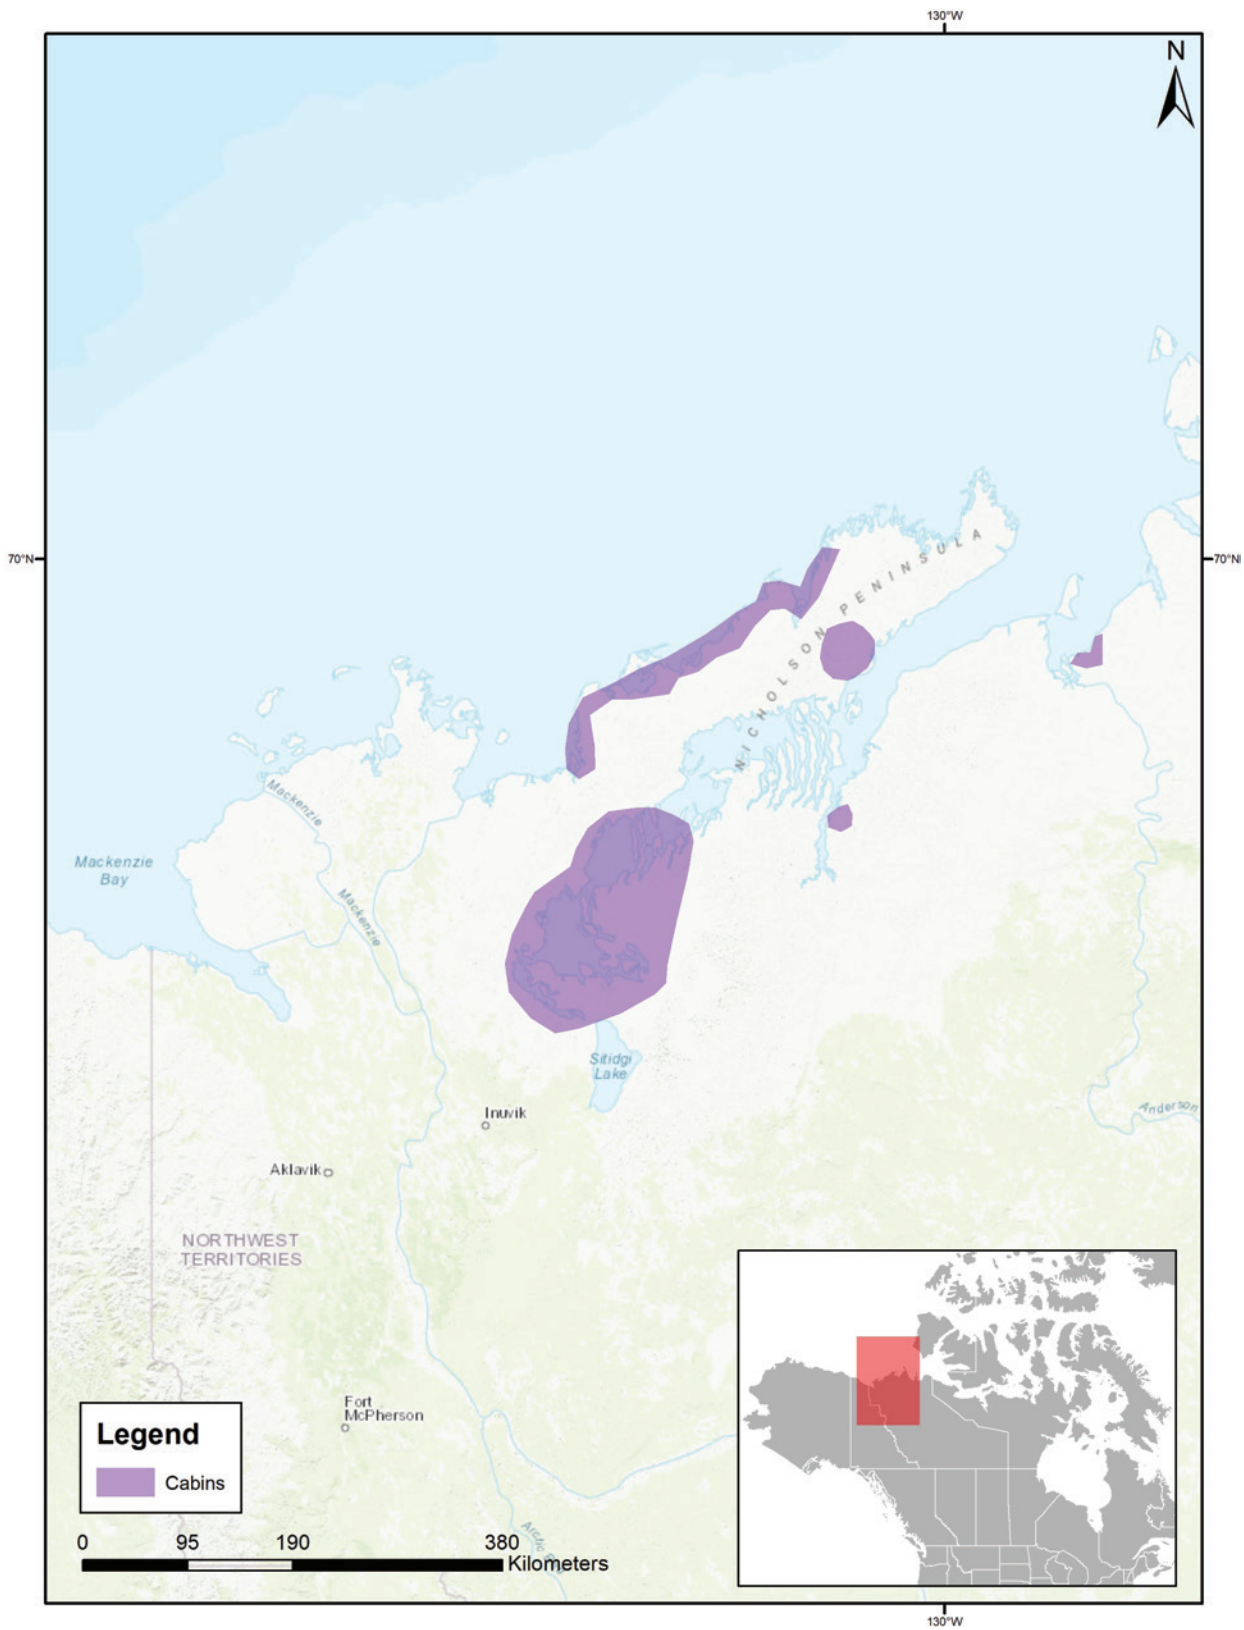 130°W
N
70°N
70°N
NICHOLSON PENINSULA
Mackenzie
Mackenzie
Bay
Mackenzie
Sitidgi
Lake
Inuvik
Anderson
Aklavik
NORTHWEST
TERRITORIES
Fort
McPherson
Legend
Cabins
0 95 190 380
Kilometers
Arctic
130°W